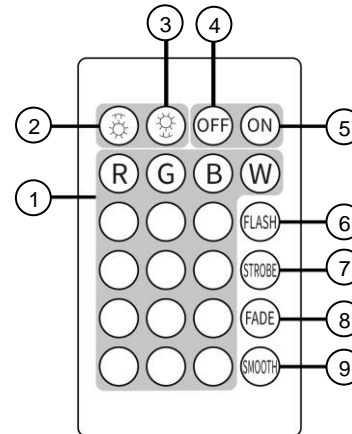 3 4
2 OFF ON 5
R G B W
1
FLASH 6
STROBE 7
FADE 8
SMOOTH 9